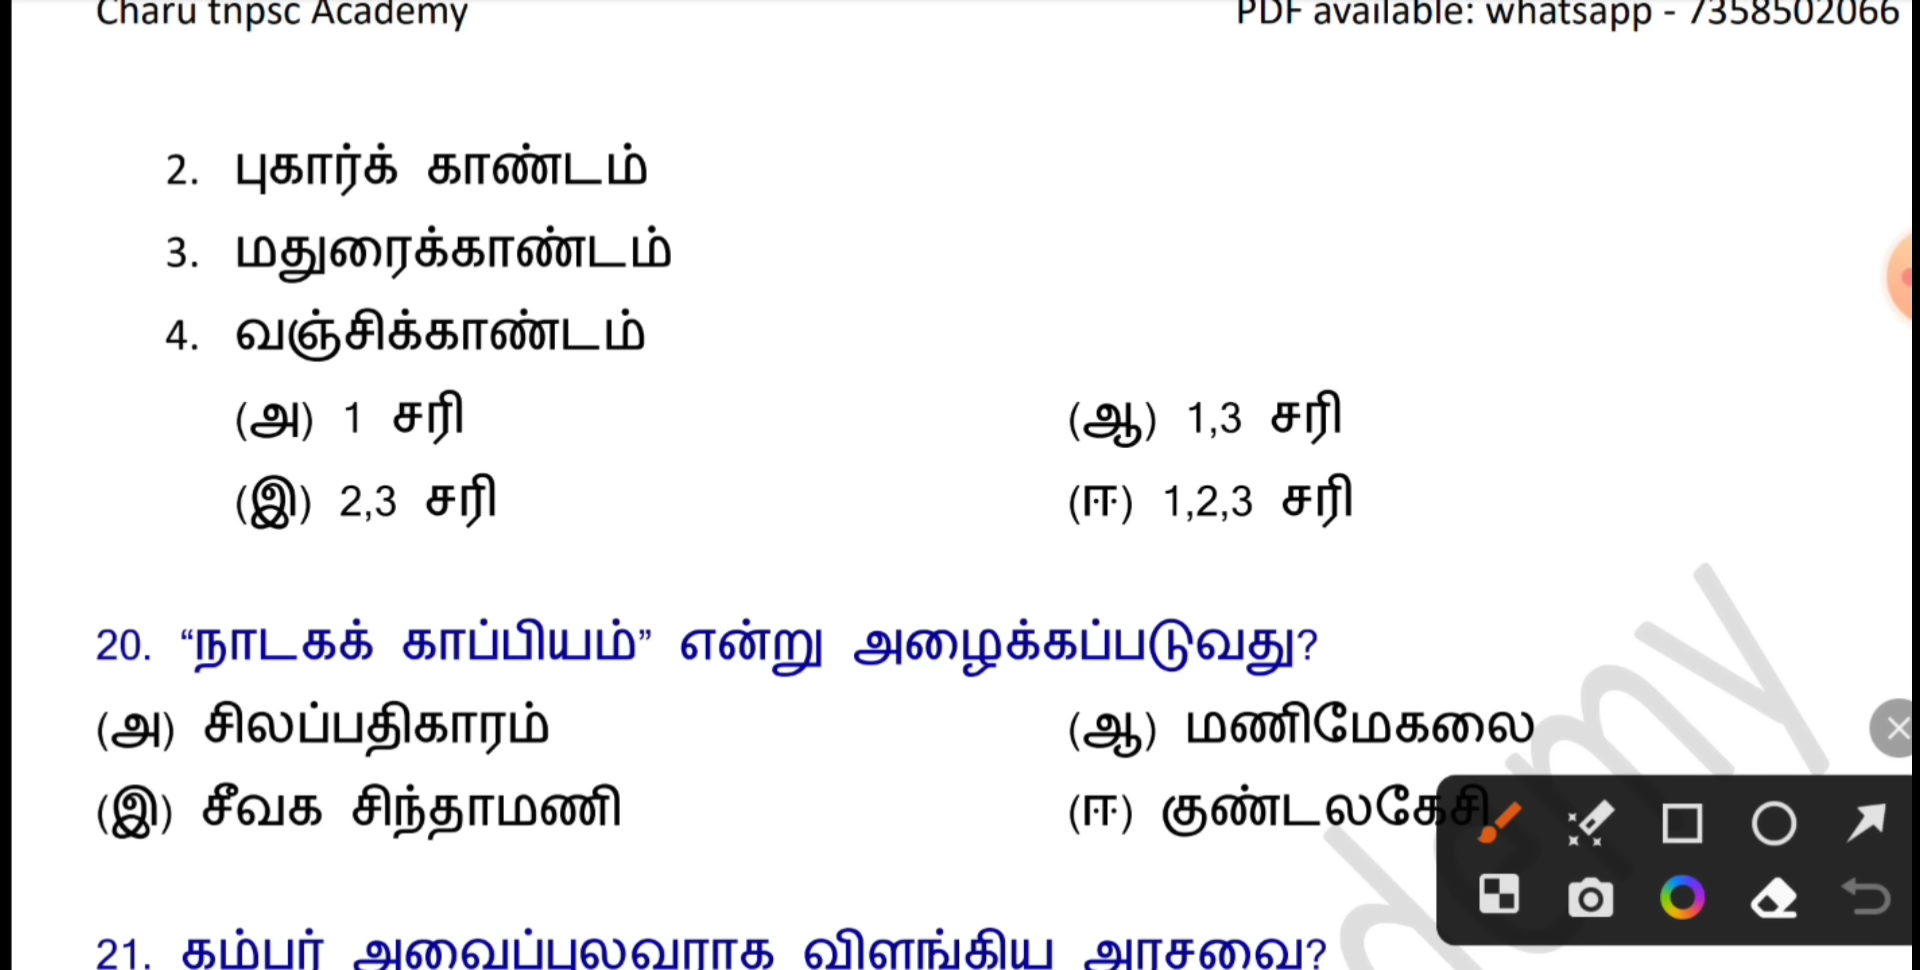 Charu tnpsc Academy PDF available: whatsapp - 7358502066
2. புகார்க் காண்டம்
3. மதுரைக்காண்டம்
4. வஞ்சிக்காண்டம்
(அ) 1 சரி (ஆ) 1,3 சரி
(இ) 2,3 சரி (ஈ) 1,2,3 சரி
20. “நாடகக் காப்பியம்” என்று அழைக்கப்படுவது?
(அ) சிலப்பதிகாரம் (ஆ) மணிமேகலை
(இ) சீவக சிந்தாமணி (ஈ) குண்டலகேசி
21. கம்பர் அவைப்புலவராக விளங்கிய அரசவை?
demy